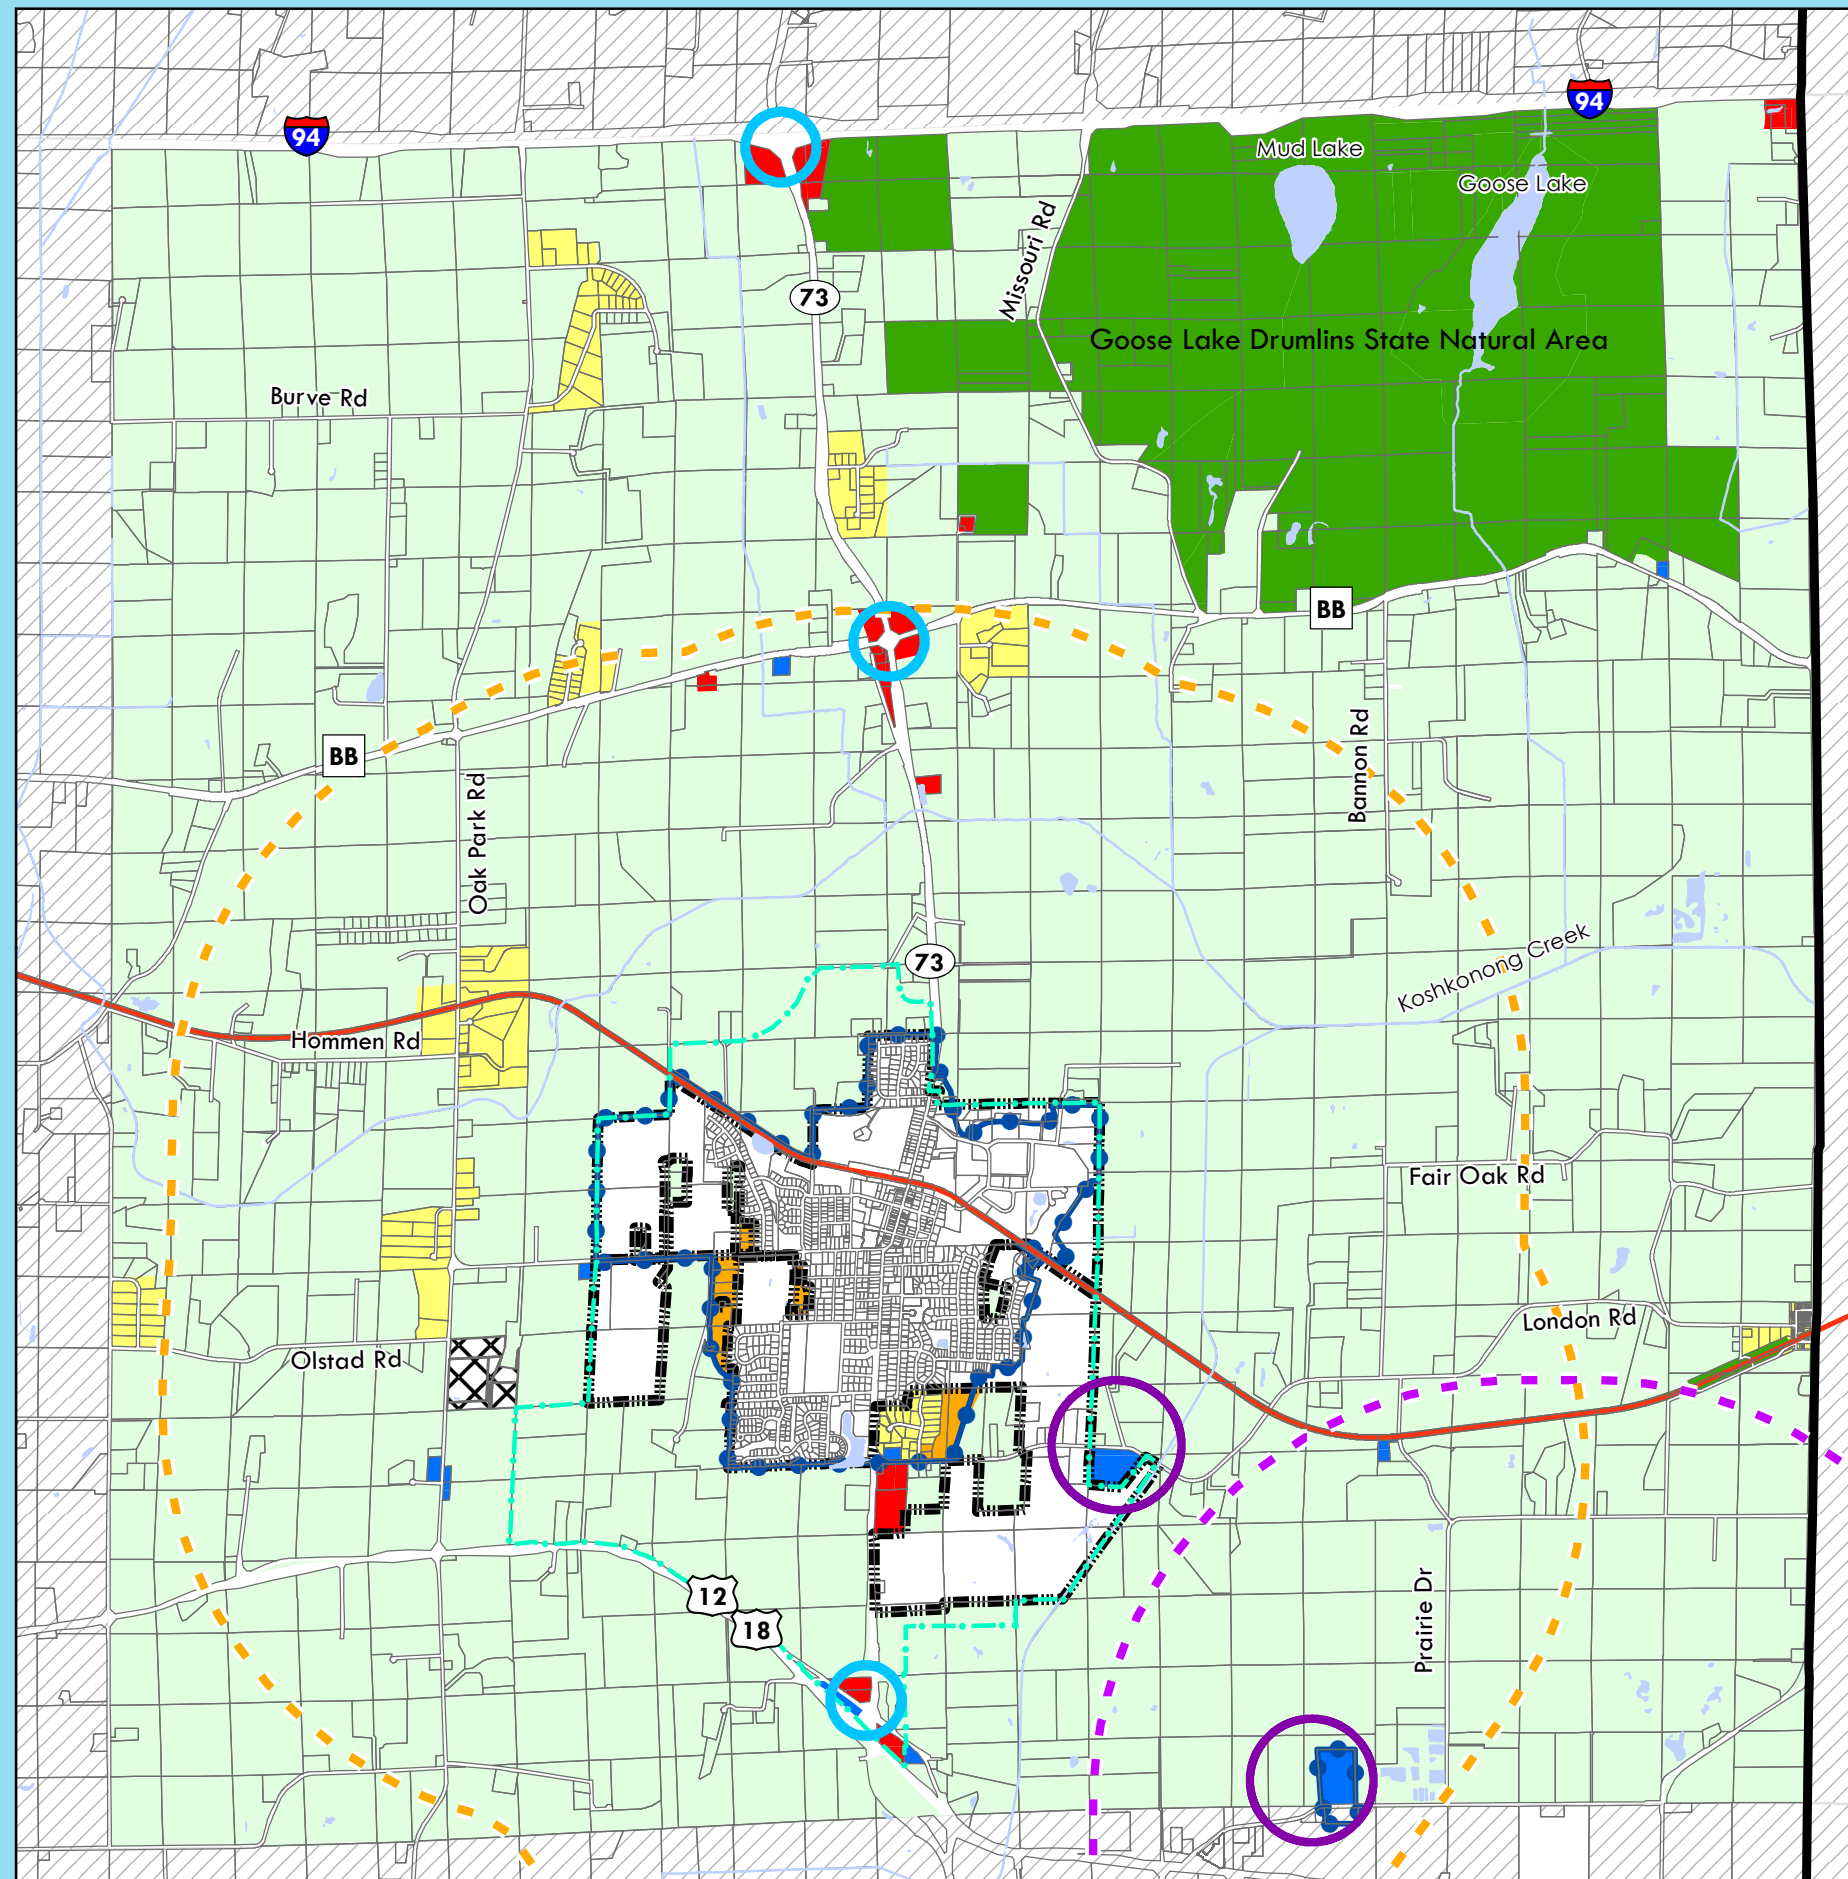 94
94
Mud Lake
Goose Lake
Missouri Rd
73
Goose Lake Drumlins State Natural Area
Burve Rd
BB
BB
Bannon Rd
Oak Park Rd
73
Koshkonong Creek
Hommen Rd
Fair Oak Rd
London Rd
Olstad Rd
12
18
Prairie Dr